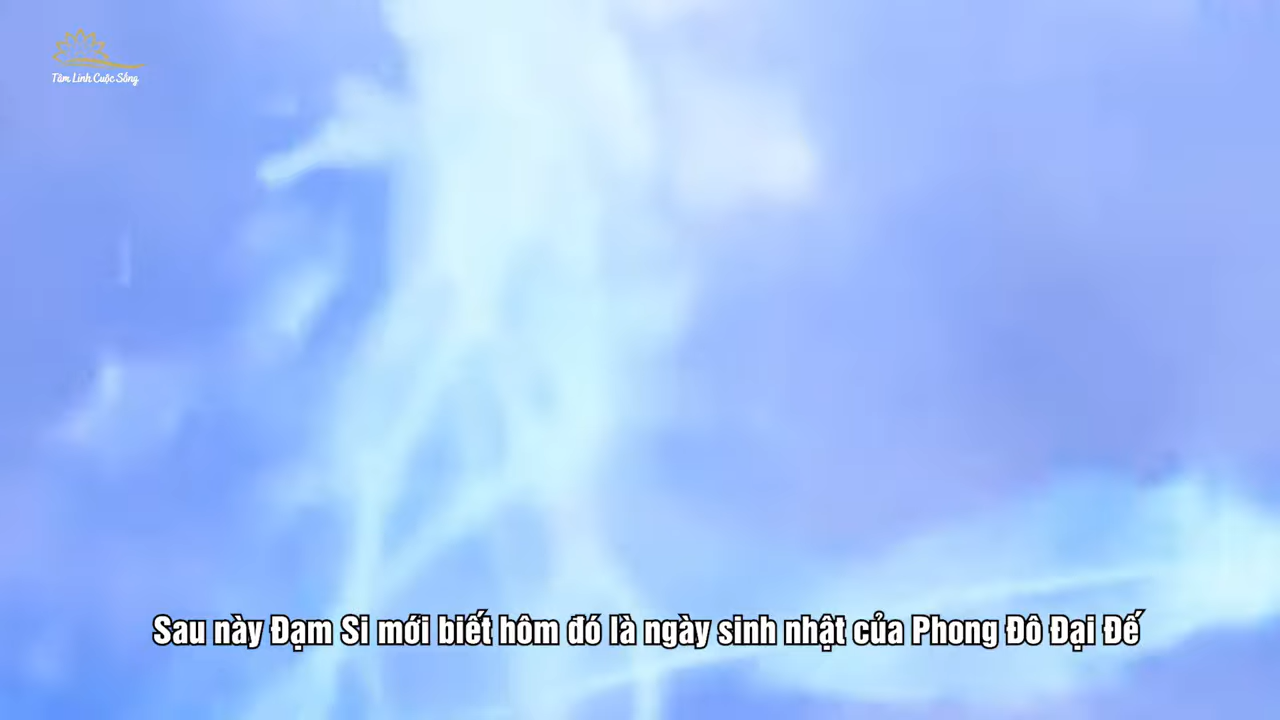 Tâm Linh Cuộc Sống
Sau này Đạm Si mới biết hôm đó là ngày sinh nhật của Phong Đô Đại Đế